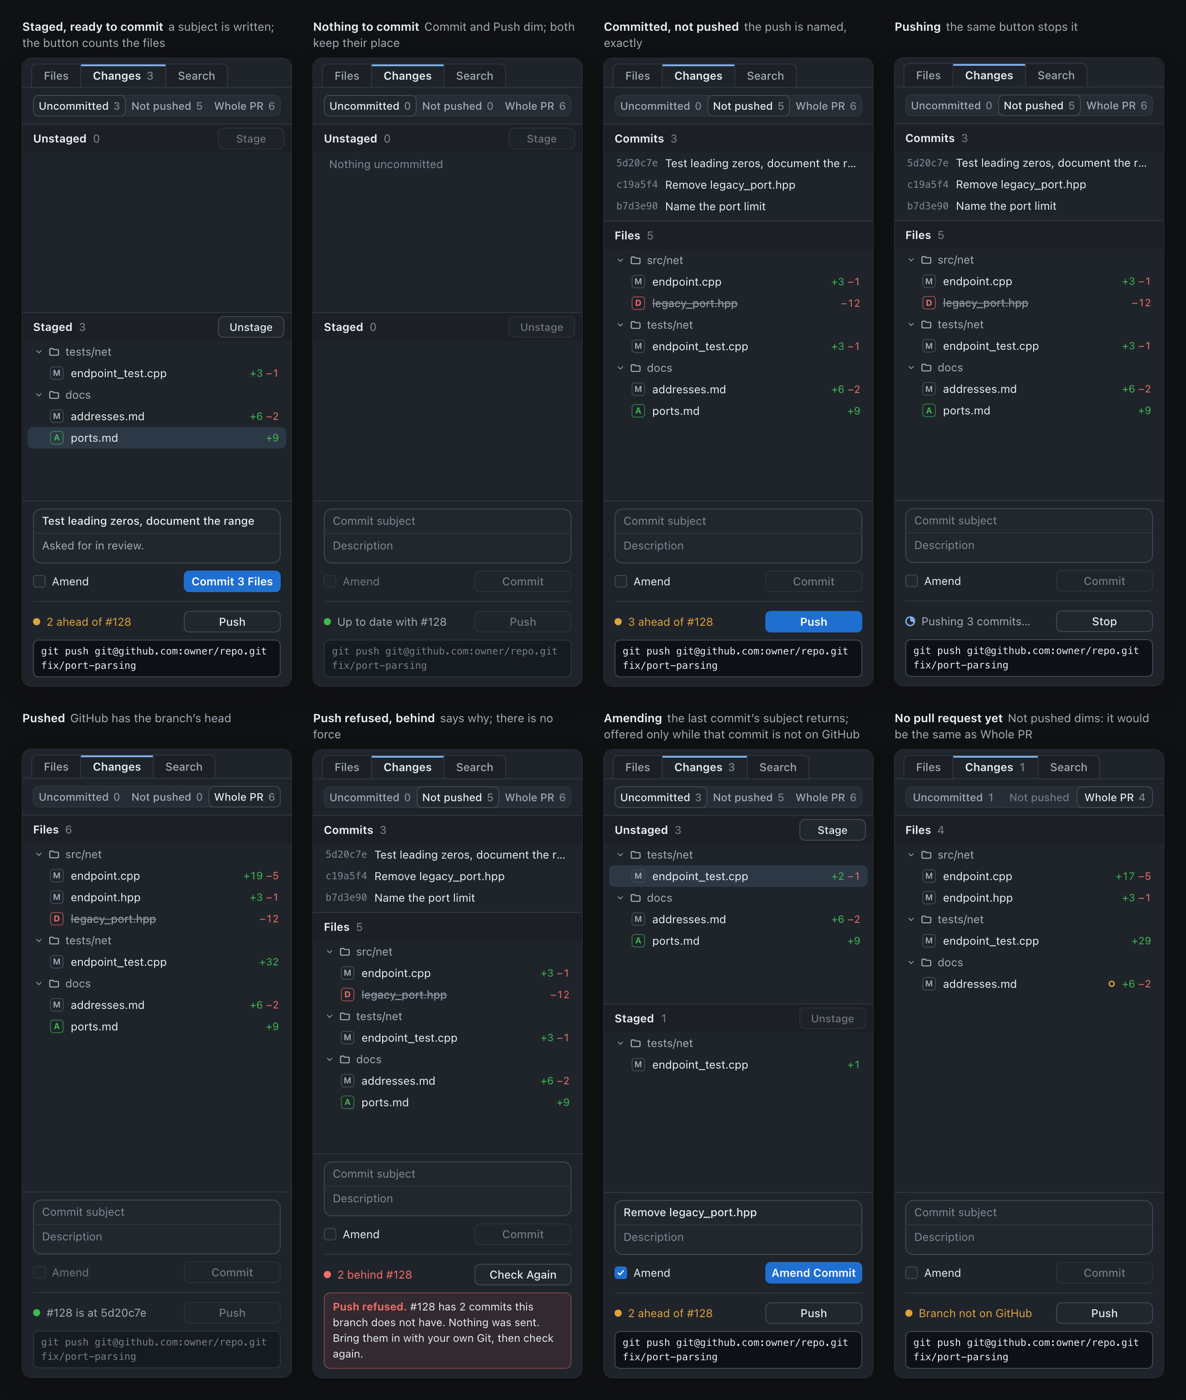 Staged, ready to commit a subject is written;
the button counts the files
Files Changes 3 Search
Uncommitted 3 Not pushed 5 Whole PR 6
Unstaged 0 Stage
Staged 3 Unstage
tests/net
M endpoint_test.cpp +3 −1
docs
M addresses.md +6 −2
A ports.md +9
Test leading zeros, document the range
Asked for in review.
Amend Commit 3 Files
2 ahead of #128 Push
git push git@github.com:owner/repo.git
fix/port-parsing
Nothing to commit Commit and Push dim; both
keep their place
Files Changes Search
Uncommitted 0 Not pushed 0 Whole PR 6
Unstaged 0 Stage
Nothing uncommitted
Staged 0 Unstage
Commit subject
Description
Amend Commit
Up to date with #128 Push
git push git@github.com:owner/repo.git
fix/port-parsing
Committed, not pushed the push is named,
exactly
Files Changes Search
Uncommitted 0 Not pushed 5 Whole PR 6
Commits 3
5d20c7e Test leading zeros, document the r…
c19a5f4 Remove legacy_port.hpp
b7d3e90 Name the port limit
Files 5
src/net
M endpoint.cpp +3 −1
D legacy_port.hpp −12
tests/net
M endpoint_test.cpp +3 −1
docs
M addresses.md +6 −2
A ports.md +9
Commit subject
Description
Amend Commit
3 ahead of #128 Push
git push git@github.com:owner/repo.git
fix/port-parsing
Pushing the same button stops it
Files Changes Search
Uncommitted 0 Not pushed 5 Whole PR 6
Commits 3
5d20c7e Test leading zeros, document the r…
c19a5f4 Remove legacy_port.hpp
b7d3e90 Name the port limit
Files 5
src/net
M endpoint.cpp +3 −1
D legacy_port.hpp −12
tests/net
M endpoint_test.cpp +3 −1
docs
M addresses.md +6 −2
A ports.md +9
Commit subject
Description
Amend Commit
Pushing 3 commits… Stop
git push git@github.com:owner/repo.git
fix/port-parsing
Pushed GitHub has the branch’s head
Files Changes Search
Uncommitted 0 Not pushed 0 Whole PR 6
Files 6
src/net
M endpoint.cpp +19 −5
M endpoint.hpp +3 −1
D legacy_port.hpp −12
tests/net
M endpoint_test.cpp +32
docs
M addresses.md +6 −2
A ports.md +9
Commit subject
Description
Amend Commit
#128 is at 5d20c7e Push
git push git@github.com:owner/repo.git
fix/port-parsing
Push refused, behind says why; there is no
force
Files Changes Search
Uncommitted 0 Not pushed 5 Whole PR 6
Commits 3
5d20c7e Test leading zeros, document the r…
c19a5f4 Remove legacy_port.hpp
b7d3e90 Name the port limit
Files 5
src/net
M endpoint.cpp +3 −1
D legacy_port.hpp −12
tests/net
M endpoint_test.cpp +3 −1
docs
M addresses.md +6 −2
A ports.md +9
Commit subject
Description
Amend Commit
2 behind #128 Check Again
Push refused. #128 has 2 commits this
branch does not have. Nothing was sent.
Bring them in with your own Git, then check
again.
Amending the last commit’s subject returns;
offered only while that commit is not on GitHub
Files Changes 3 Search
Uncommitted 3 Not pushed 5 Whole PR 6
Unstaged 3 Stage
tests/net
M endpoint_test.cpp +2 −1
docs
M addresses.md +6 −2
A ports.md +9
Staged 1 Unstage
tests/net
M endpoint_test.cpp +1
Remove legacy_port.hpp
Description
Amend Amend Commit
2 ahead of #128 Push
git push git@github.com:owner/repo.git
fix/port-parsing
No pull request yet Not pushed dims: it would
be the same as Whole PR
Files Changes 1 Search
Uncommitted 1 Not pushed Whole PR 4
Files 4
src/net
M endpoint.cpp +17 −5
M endpoint.hpp +3 −1
tests/net
M endpoint_test.cpp +29
docs
M addresses.md +6 −2
Commit subject
Description
Amend Commit
Branch not on GitHub Push
git push git@github.com:owner/repo.git
fix/port-parsing